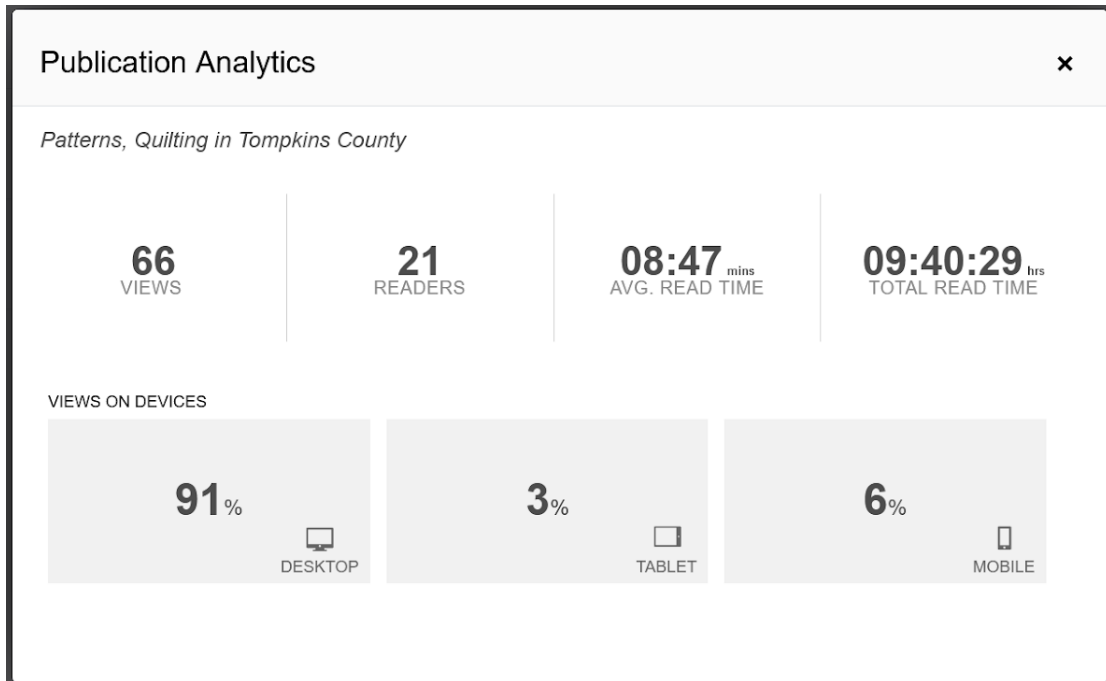 Publication Analytics ×
Patterns, Quilting in Tompkins County
66 21 08:47 mins 09:40:29 hrs
VIEWS READERS AVG. READ TIME TOTAL READ TIME
VIEWS ON DEVICES
91% 3% 6%
DESKTOP TABLET MOBILE